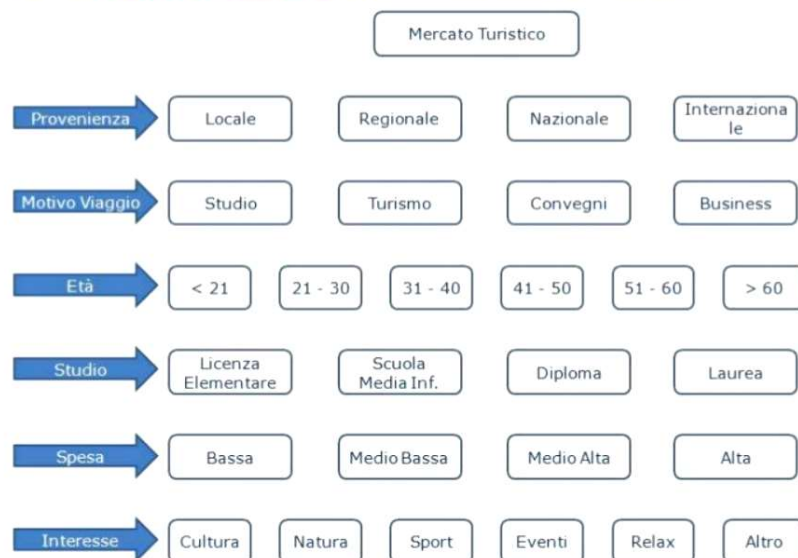 Mercato Turistico
Provenienza Locale Regionale Nazionale Internaziona
le
Motivo Viaggio Studio Turismo Convegni Business
Età < 21 21 - 30 31 - 40 41 - 50 51 - 60 > 60
Studio Licenza
Elementare Scuola
Media Inf. Diploma Laurea
Spesa Bassa Medio Bassa Medio Alta Alta
Interesse Cultura Natura Sport Eventi Relax Altro